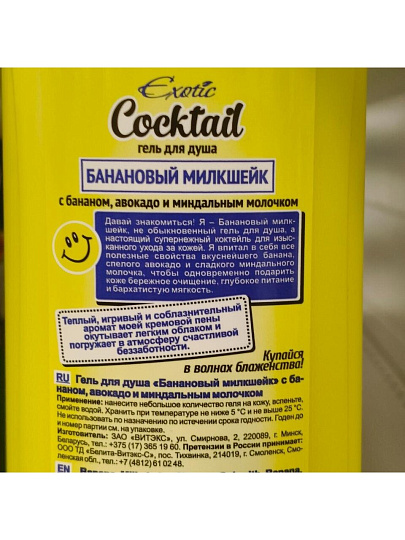 Exotic
Cocktail
гель для душа
БАНАНОВЫЙ МИЛКШЕЙК
с бананом, авокадо и миндальным молочком
Давай знакомиться! Я – Банановый милк-
шейк, не обыкновенный гель для душа, а
настоящий супернежный коктейль для изыс-
канного ухода за кожей. Я впитал в себя все
полезные свойства вкуснейшего банана,
спелого авокадо и сладкого миндального
молочка, чтобы одновременно подарить
коже бережное очищение, глубокое питание
и бархатистую мягкость.
Теплый, игривый и соблазнительный
аромат моей кремовой пены
окутывает легким облаком и
погружает в атмосферу счастливой
беззаботности.
Купайся
в волнах блаженства!
RU Гель для душа «Банановый милкшейк» с ба-
наном, авокадо и миндальным молочком
Применение: нанесите небольшое количество геля на кожу, вспеньте,
смойте водой. Хранить при температуре не ниже 5 °С и не выше 25 °С.
Не использовать по назначению по истечении срока годности. Годен до
и номер партии см. на упаковке.
Изготовитель: ЗАО «ВИТЭКС», ул. Смирнова, 2, 220089, г. Минск,
Беларусь, тел.: +375 (17) 365 19 60. Претензии в России принимает:
ООО ТД «Белита-Витэкс-С», пос. Тихвинка, 214019, г. Смоленск, Смо-
ленская обл., тел.: +7 (4812) 61 02 48.
EN